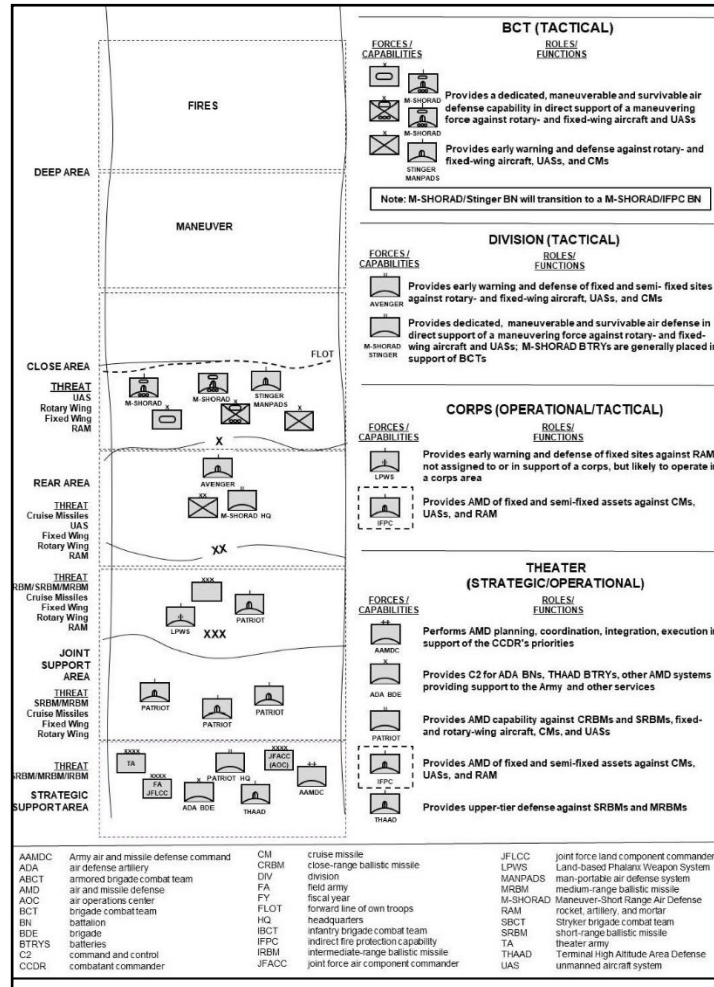 FIRES
DEEP AREA
MANEUVER
FLOT
CLOSE AREA
THREAT
UAS
Rotary Wing
Fixed Wing
RAM
I
M-SHORAD
I
M-SHORAD
I
STINGER
MANPADS
X
X
X
X
I
AVENGER
REAR AREA
XX
II
M-SHORAD HQ
THREAT
Cruise Missiles
UAS
Fixed Wing
Rotary Wing
RAM
XX
THREAT
RBM/SRBM/MRBM
Cruise Missiles
Fixed Wing
Rotary Wing
RAM
XXX
I
LPWS
I
PATRIOT
XXX
JOINT
SUPPORT
AREA
THREAT
SRBM/MRBM
Cruise Missiles
Fixed Wing
Rotary Wing
I
PATRIOT
I
PATRIOT
I
PATRIOT
THREAT
SRBM/MRBM/IRBM
STRATEGIC
SUPPORT AREA
XXXX
TA
XXXX
FA
JFLCC
X
ADA BDE
II
PATRIOT HQ
I
THAAD
XXXX
JFACC
(AOC)
++
AAMDC
BCT (TACTICAL)
FORCES / CAPABILITIES
ROLES/ FUNCTIONS
X
I
M-SHORAD
X
I
M-SHORAD
Provides a dedicated, maneuverable and survivable air
defense capability in direct support of a maneuvering
force against rotary- and fixed-wing aircraft and UASs
X
I
STINGER
MANPADS
Provides early warning and defense against rotary- and
fixed-wing aircraft, UASs, and CMs
Note: M-SHORAD/Stinger BN will transition to a M-SHORAD/IFPC BN
DIVISION (TACTICAL)
FORCES / CAPABILITIES
ROLES/ FUNCTIONS
II
AVENGER
Provides early warning and defense of fixed and semi- fixed sites
against rotary- and fixed-wing aircraft, UASs, and CMs
II
M-SHORAD
STINGER
Provides dedicated, maneuverable and survivable air defense in
direct support of a maneuvering force against rotary- and fixed-
wing aircraft and UASs; M-SHORAD BTRYs are generally placed in
support of BCTs
CORPS (OPERATIONAL/TACTICAL)
FORCES / CAPABILITIES
ROLES/ FUNCTIONS
I
LPWS
Provides early warning and defense of fixed sites against RAM
not assigned to or in support of a corps, but likely to operate in
a corps area
I
IFPC
Provides AMD of fixed and semi-fixed assets against CMs,
UASs, and RAM
THEATER
(STRATEGIC/OPERATIONAL)
FORCES / CAPABILITIES
ROLES/ FUNCTIONS
++
AAMDC
Performs AMD planning, coordination, integration, execution in
support of the CCDR's priorities
X
ADA BDE
Provides C2 for ADA BNs, THAAD BTRYs, other AMD systems
providing support to the Army and other services
II
PATRIOT
Provides AMD capability against CRBMs and SRBMs, fixed-
and rotary-wing aircraft, CMs, and UASs
I
IFPC
Provides AMD of fixed and semi-fixed assets against CMs,
UASs, and RAM
I
THAAD
Provides upper-tier defense against SRBMs and MRBMs
AAMDC Army air and missile defense command
ADA air defense artillery
ABCT armored brigade combat team
AMD air and missile defense
AOC air operations center
BCT brigade combat team
BN battalion
BDE brigade
BTRYS batteries
C2 command and control
CCDR combatant commander
CM cruise missile
CRBM close-range ballistic missile
DIV division
FA field army
FY fiscal year
FLOT forward line of own troops
HQ headquarters
IBCT infantry brigade combat team
IFPC indirect fire protection capability
IRBM intermediate-range ballistic missile
JFACC joint force air component commander
JFLCC joint force land component commander
LPWS Land-based Phalanx Weapon System
MANPADS man-portable air defense system
MRBM medium-range ballistic missile
M-SHORAD Maneuver-Short Range Air Defense
RAM rocket, artillery, and mortar
SBCT Stryker brigade combat team
SRBM short-range ballistic missile
TA theater army
THAAD Terminal High Altitude Area Defense
UAS unmanned aircraft system